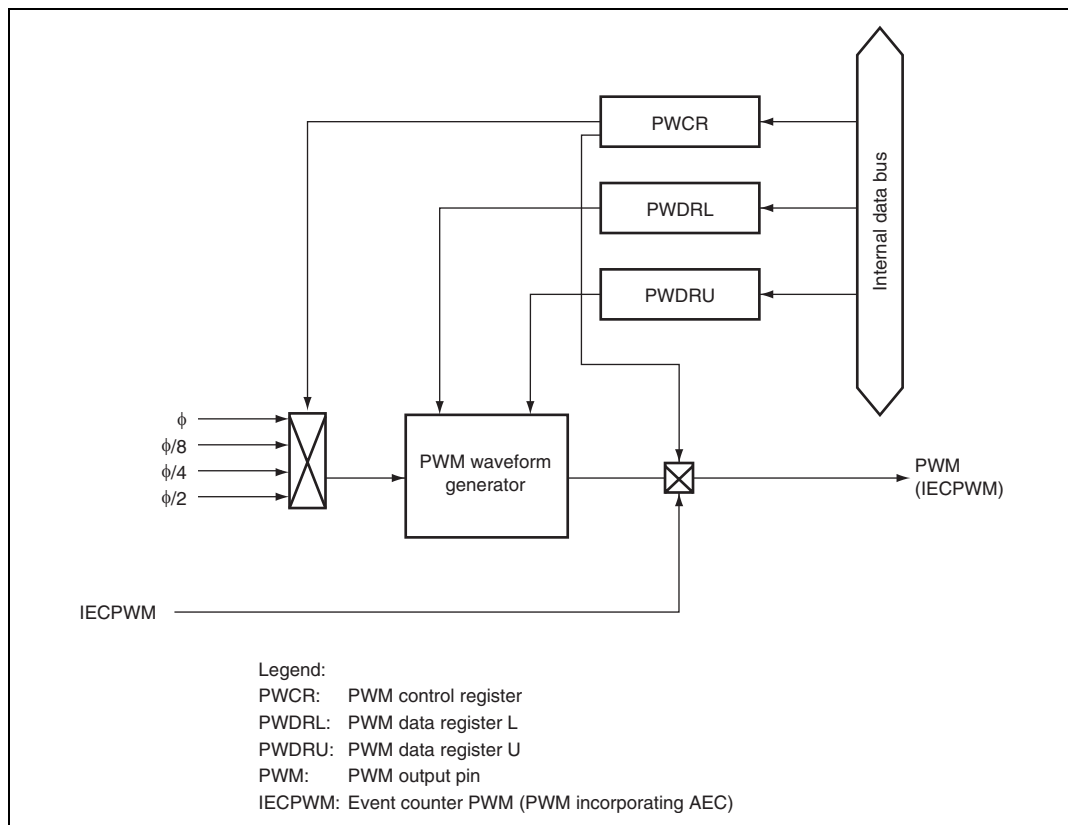 PWCR
PWDRL
PWDRU
Internal data bus
ϕ
ϕ/8
ϕ/4
ϕ/2
PWM waveform
generator
PWM
(IECPWM)
IECPWM
Legend:
PWCR: PWM control register
PWDRL: PWM data register L
PWDRU: PWM data register U
PWM: PWM output pin
IECPWM: Event counter PWM (PWM incorporating AEC)